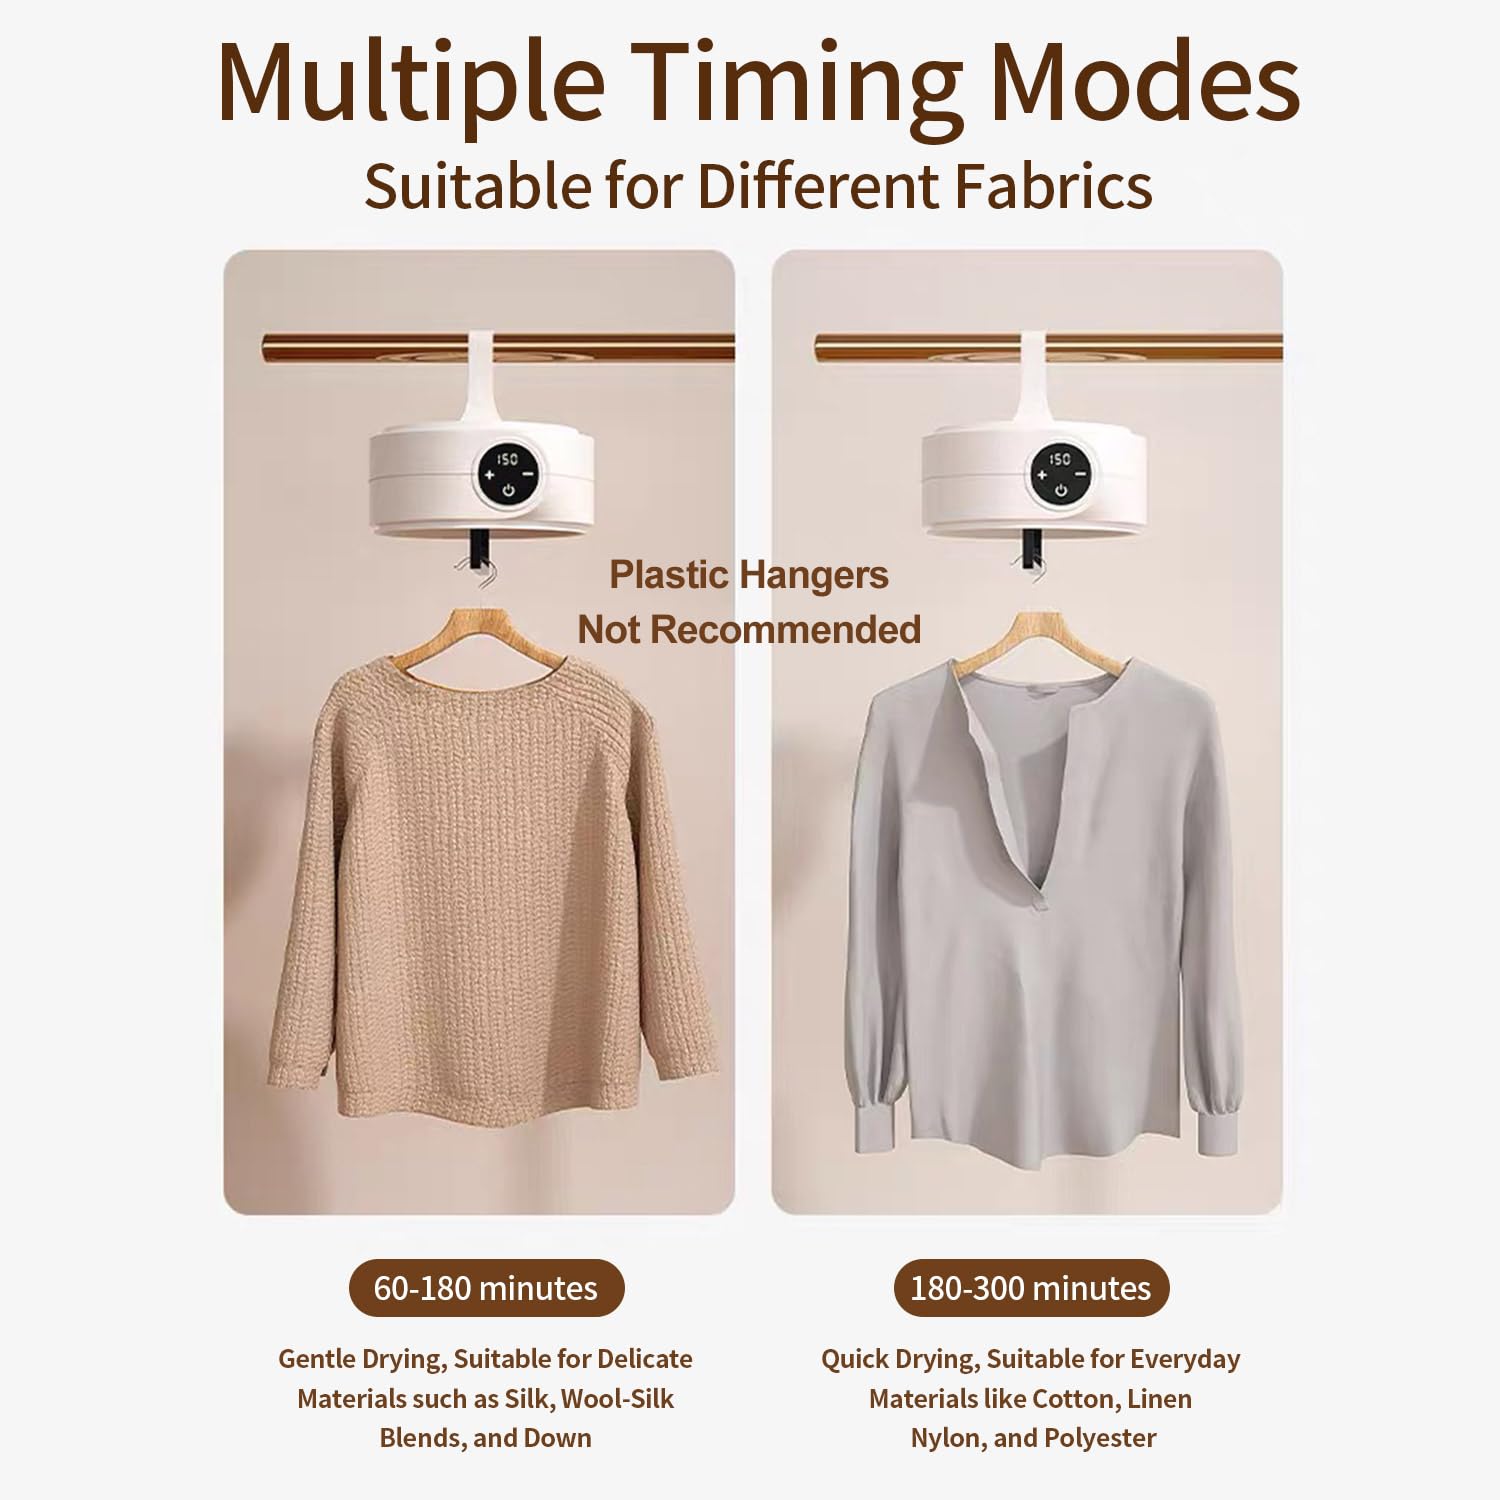 Multiple Timing Modes
Suitable for Different Fabrics
150
+ -
150
+ -
Plastic Hangers
Not Recommended
60-180 minutes
Gentle Drying, Suitable for Delicate
Materials such as Silk, Wool-Silk
Blends, and Down
180-300 minutes
Quick Drying, Suitable for Everyday
Materials like Cotton, Linen
Nylon, and Polyester